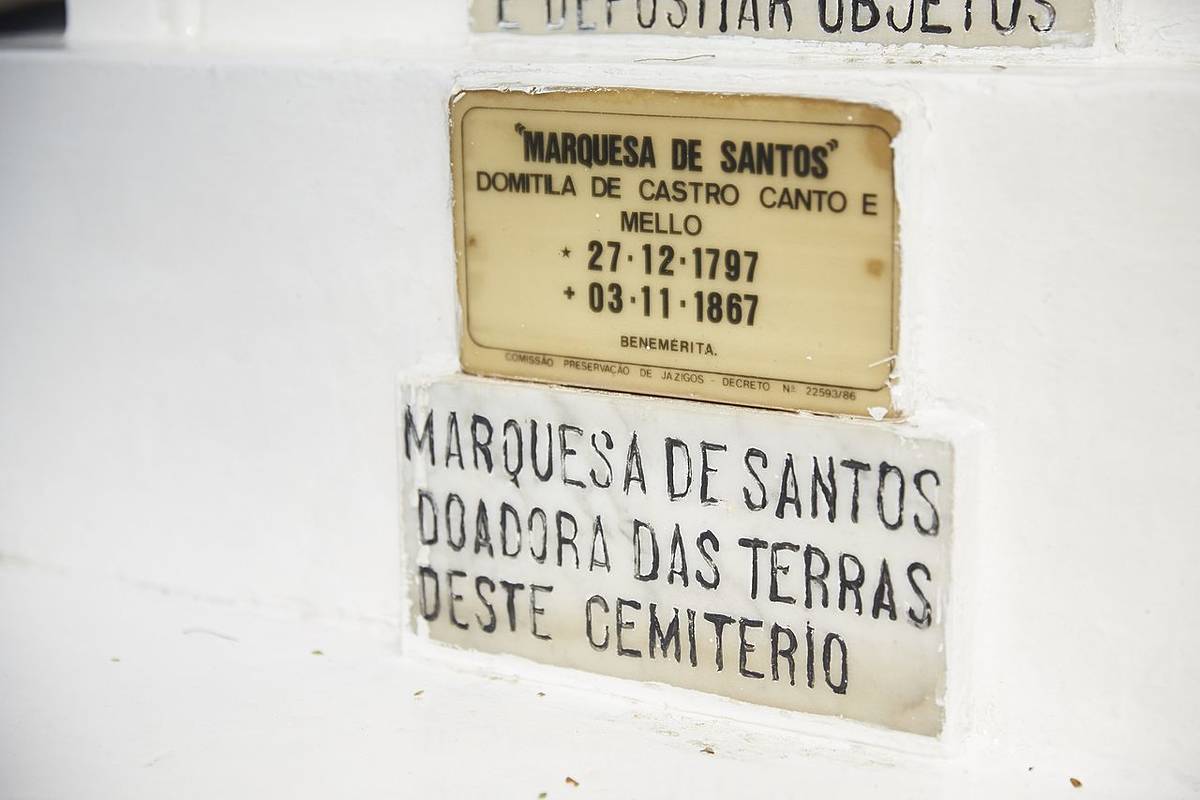 E DEPOSITAR OBJETOS
"MARQUESA DE SANTOS"
DOMITILA DE CASTRO CANTO E
MELLO
* 27·12·1797
+ 03·11·1867
BENEMÉRITA.
COMISSÃO PRESERVAÇÃO DE JAZIGOS - DECRETO Nº 22593/86
MARQUESA DE SANTOS
DOADORA DAS TERRAS
DESTE CEMITERIO